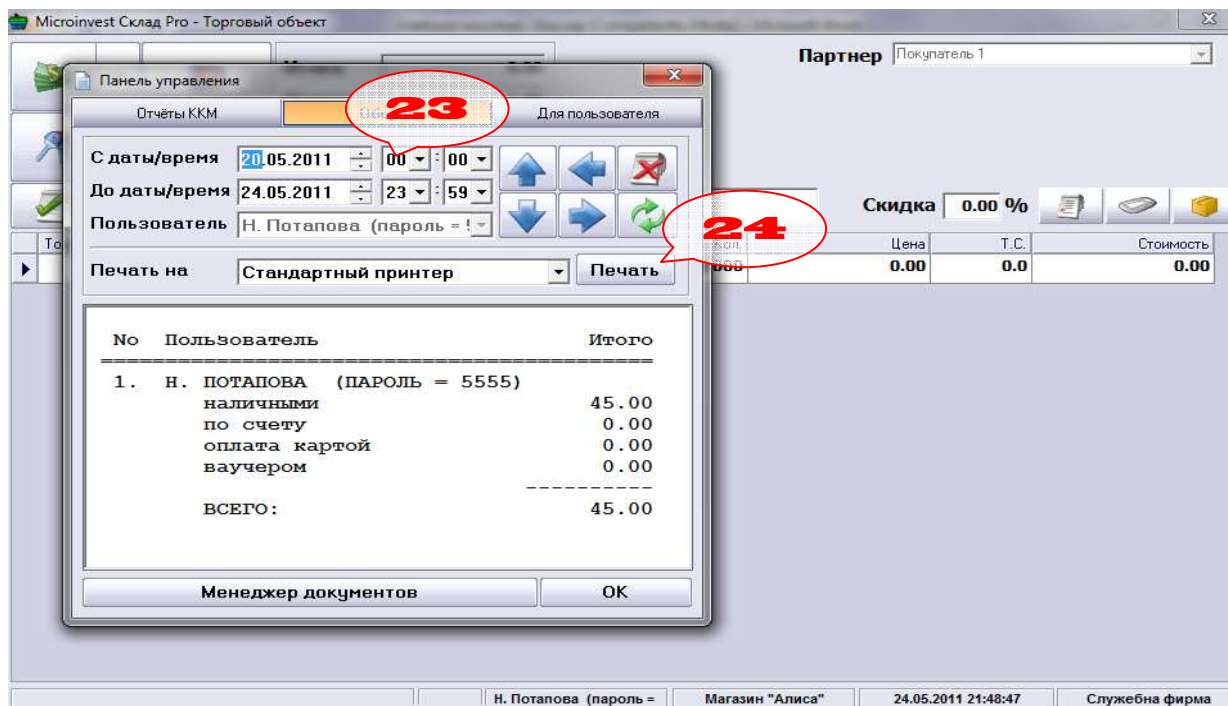 Microinvest Склад Pro - Торговый объект
Партнер Покупатель 1
Панель управления
Отчёты ККМ
23
Для пользователя
С даты/время 20.05.2011 00 : 00
До даты/время 24.05.2011 23 : 59
Пользователь Н. Потапова (пароль = !
24
Скидка 0.00 %
Кол. Цена Т.С. Стоимость
0.00 0.0 0.00
Печать на Стандартный принтер Печать
No Пользователь Итого
1. Н. ПОТАПОВА (ПАРОЛЬ = 5555)
наличными 45.00
по счету 0.00
оплата картой 0.00
ваучером 0.00
ВСЕГО: 45.00
Менеджер документов OK
Н. Потапова (пароль = Магазин "Алиса" 24.05.2011 21:48:47 Служебна фирма